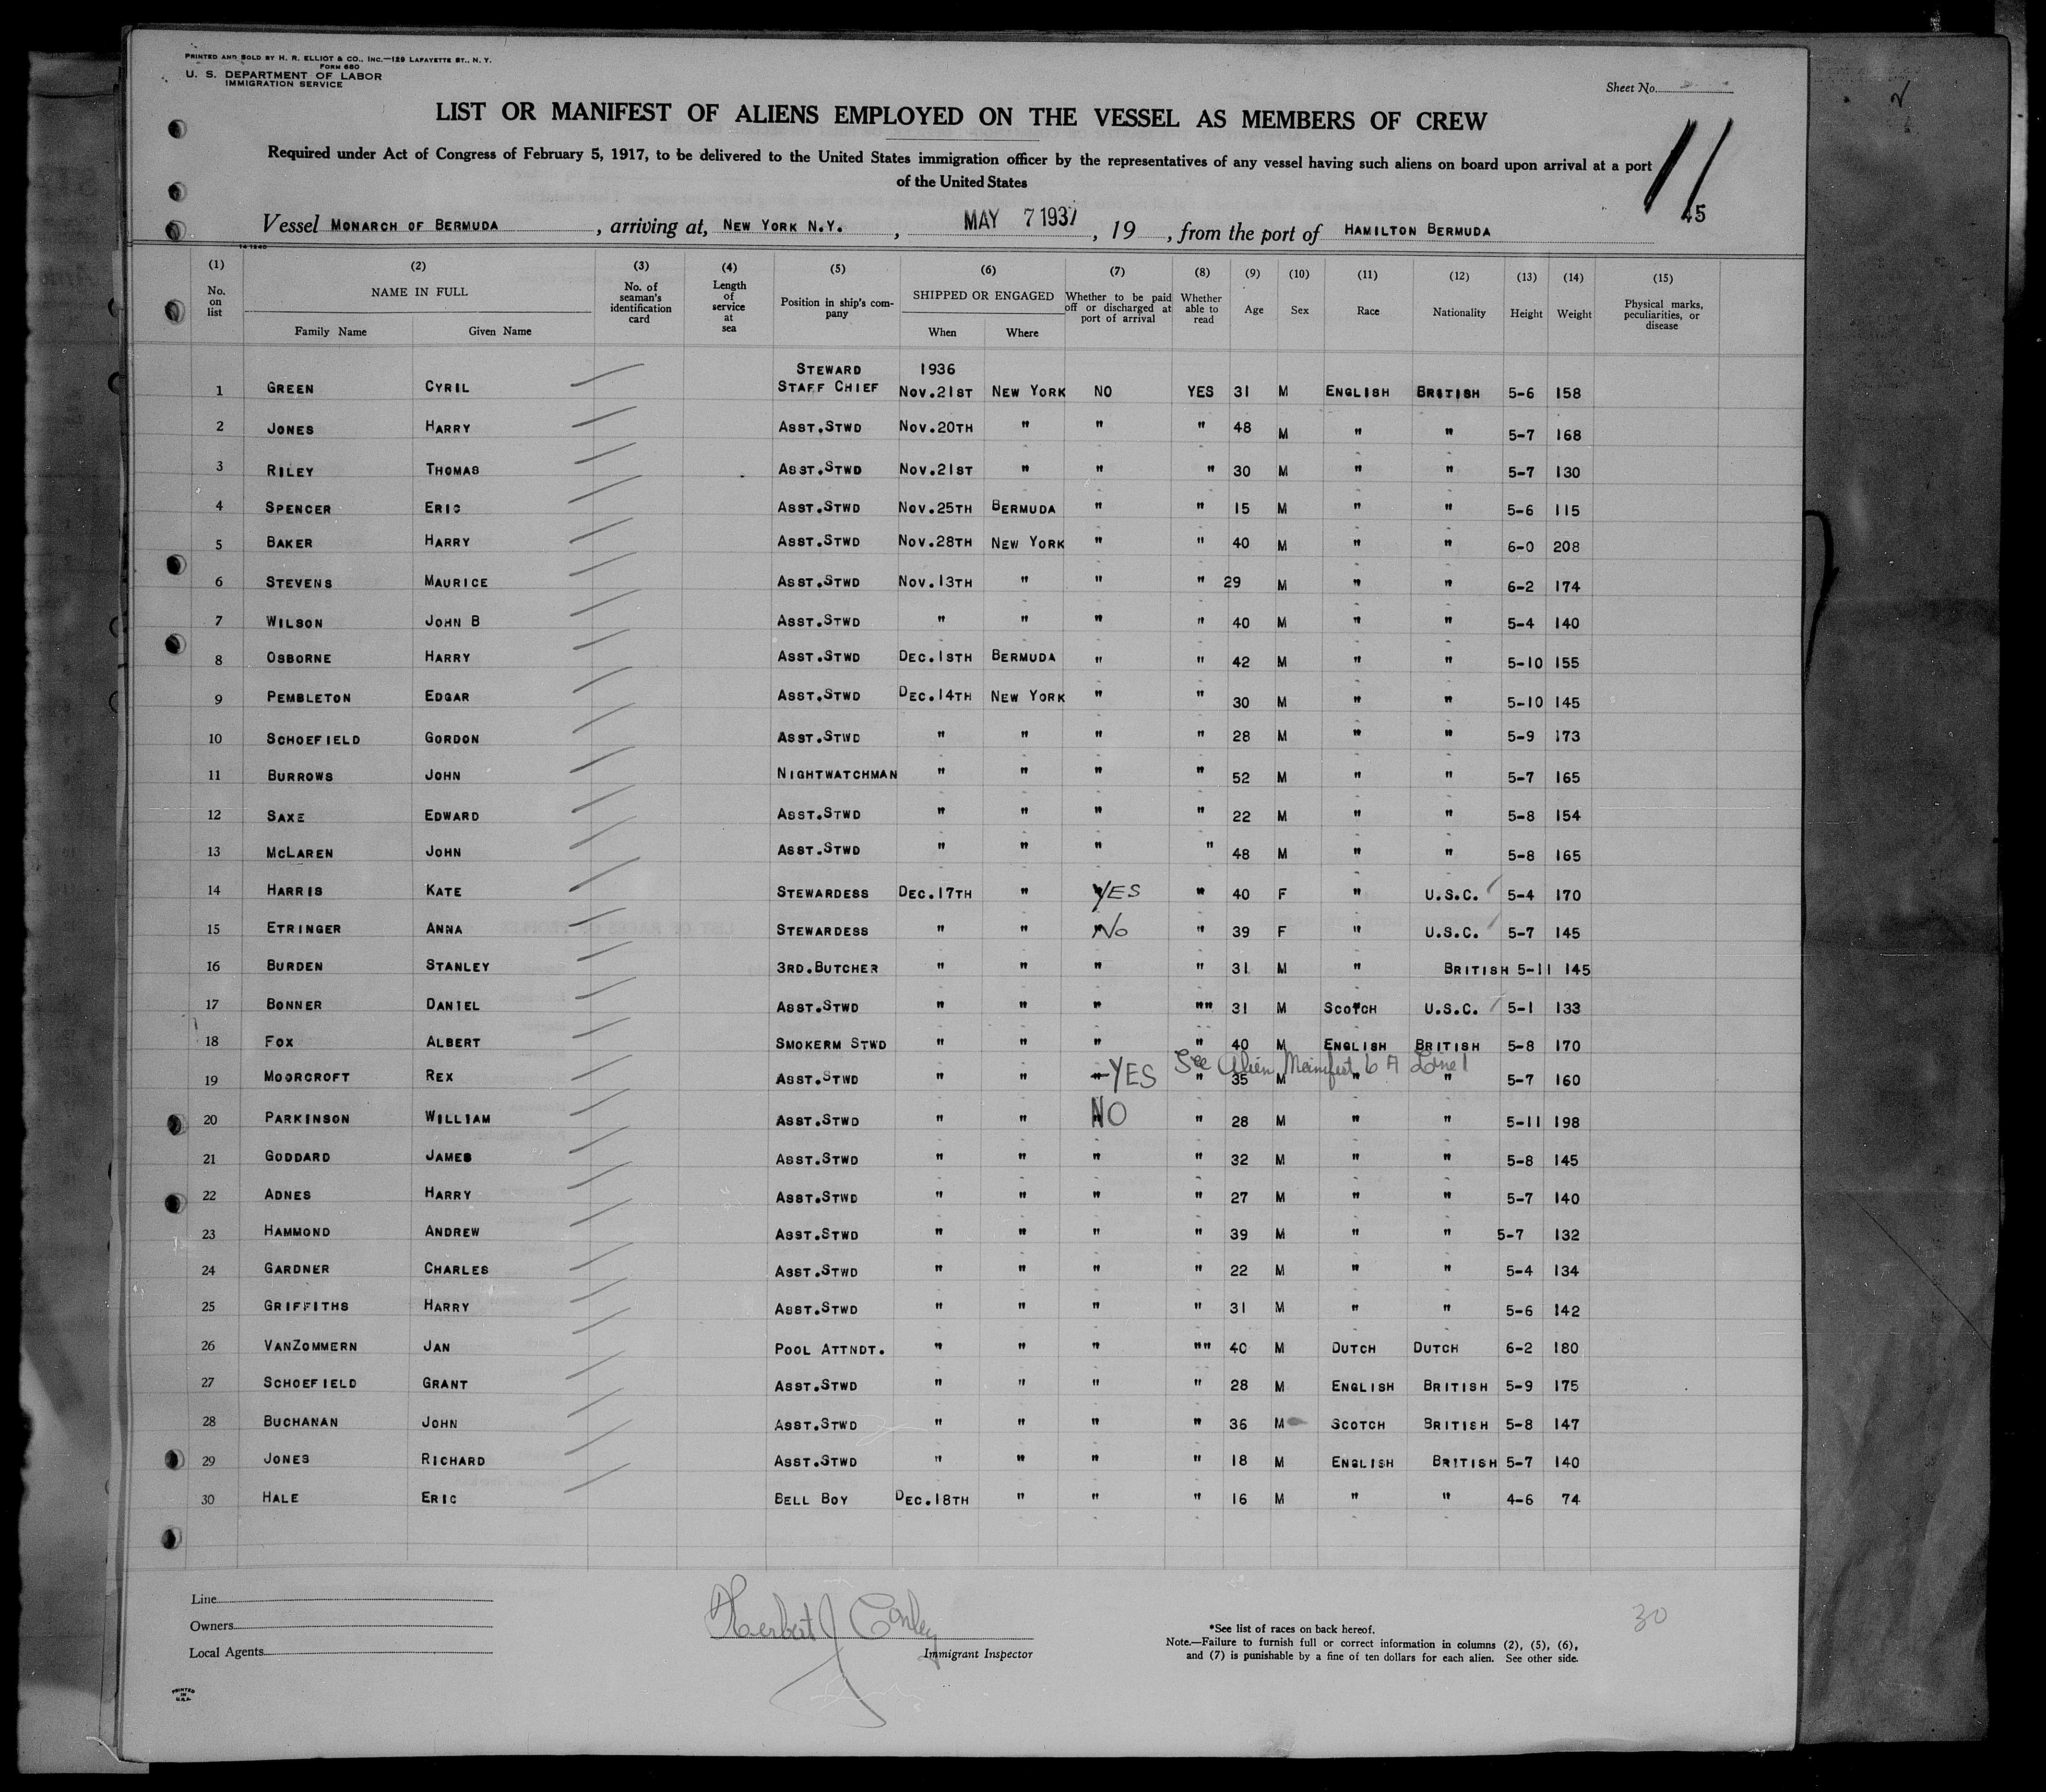 PRINTED AND SOLD BY H. R. ELLIOT & CO., INC.—129 LAFAYETTE ST., N. Y.
FORM 680
U. S. DEPARTMENT OF LABOR
IMMIGRATION SERVICE
Sheet No.
LIST OR MANIFEST OF ALIENS EMPLOYED ON THE VESSEL AS MEMBERS OF CREW
11
Required under Act of Congress of February 5, 1917, to be delivered to the United States immigration officer by the representatives of any vessel having such aliens on board upon arrival at a port
of the United States
45
Vessel MONARCH OF BERMUDA, arriving at, NEW YORK N.Y., MAY 7 1937, 19, from the port of HAMILTON BERMUDA
14-1240
(1) (2) (3) (4) (5) (6) (7) (8) (9) (10) (11) (12) (13) (14) (15)
No. on list NAME IN FULL Family Name Given Name No. of seaman's identification card Length of service at sea Position in ship's company SHIPPED OR ENGAGED When Where Whether to be paid off or discharged at port of arrival Whether able to read Age Sex Race Nationality Height Weight Physical marks, peculiarities, or disease
STEWARD 1936
1 GREEN CYRIL STAFF CHIEF NOV.21ST NEW YORK NO YES 31 M ENGLISH BRITISH 5-6 158
2 JONES HARRY ASST.STWD NOV.20TH " " " 48 M " " 5-7 168
3 RILEY THOMAS ASST.STWD NOV.21ST " " " 30 M " " 5-7 130
4 SPENCER ERIC ASST.STWD NOV.25TH BERMUDA " " 15 M " " 5-6 115
5 BAKER HARRY ASST.STWD NOV.28TH NEW YORK " " 40 M " " 6-0 208
6 STEVENS MAURICE ASST.STWD NOV.13TH " " " 29 M " " 6-2 174
7 WILSON JOHN B ASST.STWD " " " " 40 M " " 5-4 140
8 OSBORNE HARRY ASST.STWD DEC.1STH BERMUDA " " 42 M " " 5-10 155
9 PEMBLETON EDGAR ASST.STWD DEC.14TH NEW YORK " " 30 M " " 5-10 145
10 SCHOEFIELD GORDON ASST.STWD " " " " 28 M " " 5-9 173
11 BURROWS JOHN NIGHTWATCHMAN " " " " 52 M " " 5-7 165
12 SAXE EDWARD ASST.STWD " " " " 22 M " " 5-8 154
13 MCLAREN JOHN ASST.STWD " " " " 48 M " " 5-8 165
14 HARRIS KATE STEWARDESS DEC.17TH " YES " 40 F " U.S.C. 5-4 170
15 ETRINGER ANNA STEWARDESS " " No " 39 F " U.S.C. 5-7 145
16 BURDEN STANLEY 3RD.BUTCHER " " " " 31 M " BRITISH 5-11 145
17 BONNER DANIEL ASST.STWD " " " "" 31 M SCOTCH U.S.C. 5-1 133
18 FOX ALBERT SMOKERM STWD " " " " 40 M ENGLISH BRITISH 5-8 170
See Alien Manifest 6 A Line 1
19 MOORCROFT REX ASST.STWD " " " YES " 35 M " " 5-7 160
20 PARKINSON WILLIAM ASST.STWD " " NO " 28 M " " 5-11 198
21 GODDARD JAMES ASST.STWD " " " " 32 M " " 5-8 145
22 ADNES HARRY ASST.STWD " " " " 27 M " " 5-7 140
23 HAMMOND ANDREW ASST.STWD " " " " 39 M " " 5-7 132
24 GARDNER CHARLES ASST.STWD " " " " 22 M " " 5-4 134
25 GRIFFITHS HARRY ASST.STWD " " " " 31 M " " 5-6 142
26 VANZOMMERN JAN POOL ATTNDT. " " " "" 40 M DUTCH DUTCH 6-2 180
27 SCHOEFIELD GRANT ASST.STWD " " " " 28 M ENGLISH BRITISH 5-9 175
28 BUCHANAN JOHN ASST.STWD " " " " 36 M SCOTCH BRITISH 5-8 147
29 JONES RICHARD ASST.STWD " " " " 18 M ENGLISH BRITISH 5-7 140
30 HALE ERIC BELL BOY DEC.18TH " " " 16 M " " 4-6 74
Line
Owners
Local Agents
Herbert J Conley
Immigrant Inspector
*See list of races on back hereof.
Note.—Failure to furnish full or correct information in columns (2), (5), (6),
and (7) is punishable by a fine of ten dollars for each alien. See other side.
30
PRINTED
IN
U.S.A.